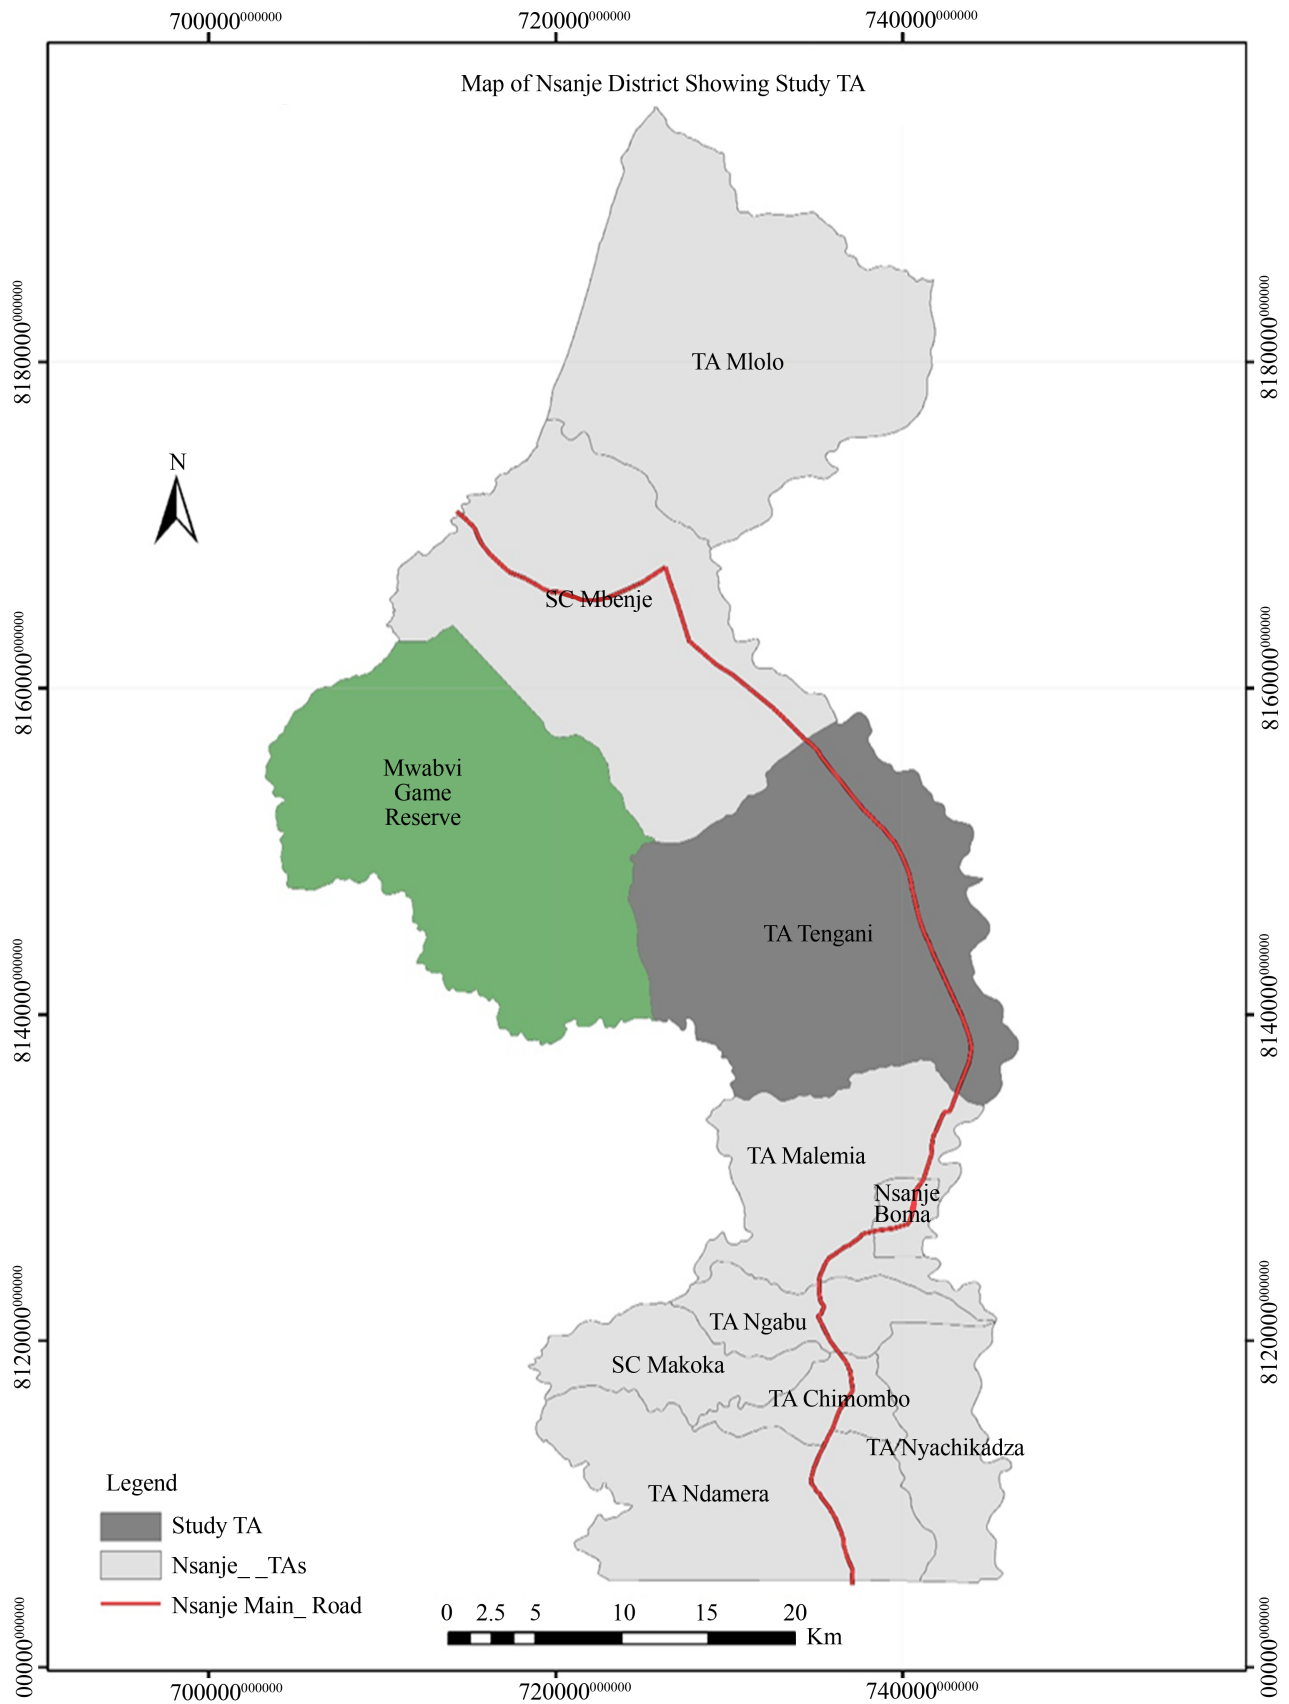 700000000000 720000000000 740000000000
Map of Nsanje District Showing Study TA
8180000000000 8180000000000
TA Mlolo
N
SC Mbenje
8160000000000 8160000000000
Mwabvi
Game
Reserve
TA Tengani
8140000000000 8140000000000
TA Malemia
Nsanje
Boma
8120000000000 8120000000000
TA Ngabu
SC Makoka
TA Chimombo
TA/Nyachikadza
TA Ndamera
Legend
Study TA
Nsanje_ _TAs
Nsanje Main_ Road
0 2.5 5 10 15 20
Km
00000000000 00000000000
700000000000 720000000000 740000000000